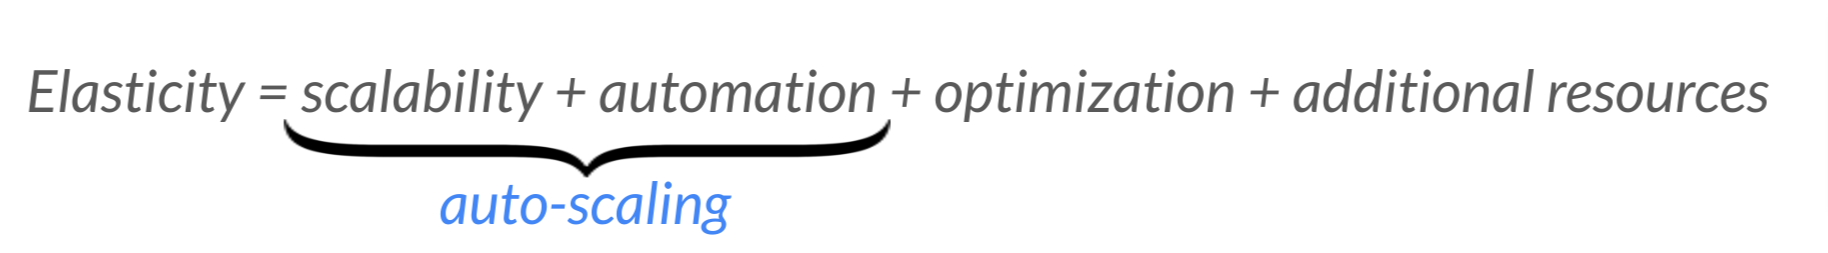 Elasticity = scalability + automation + optimization + additional resources
auto-scaling